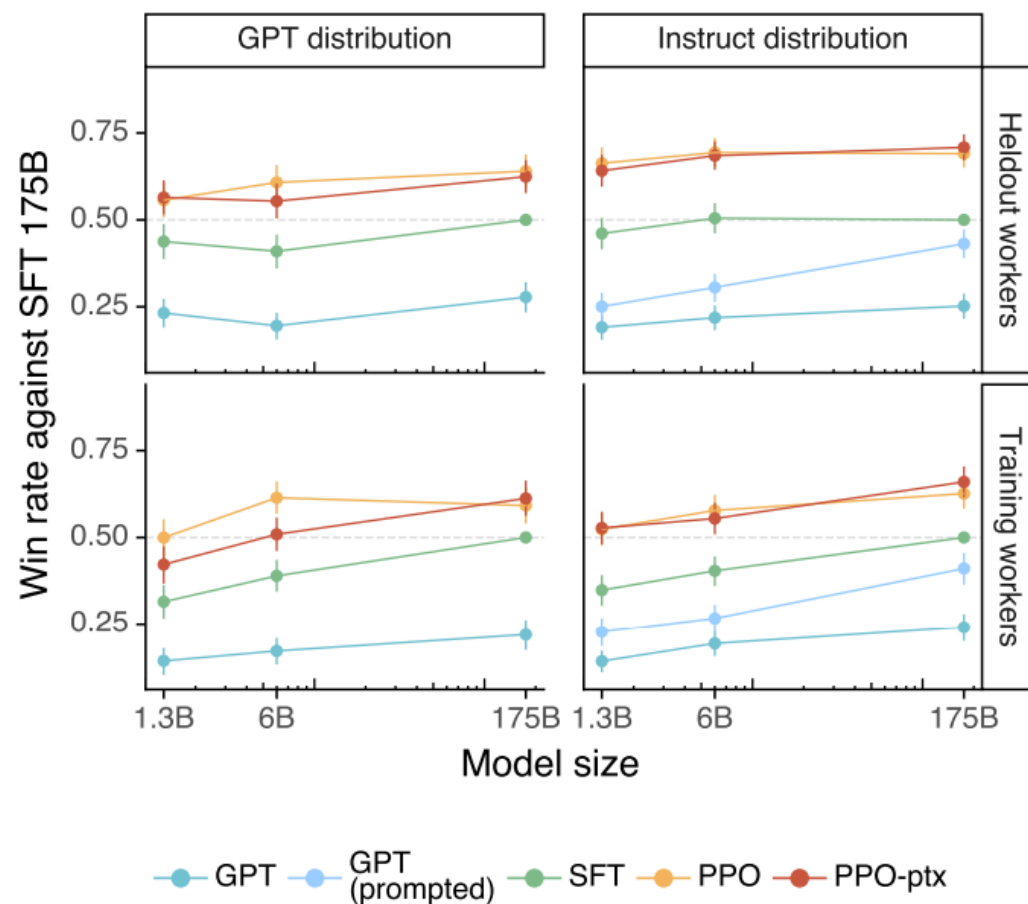 GPT distribution
Instruct distribution
Win rate against SFT 175B
0.75
0.50
0.25
Heldout workers
0.75
0.50
0.25
Training workers
1.3B
6B
175B
1.3B
6B
175B
Model size
GPT
GPT
(prompted)
SFT
PPO
PPO-ptx